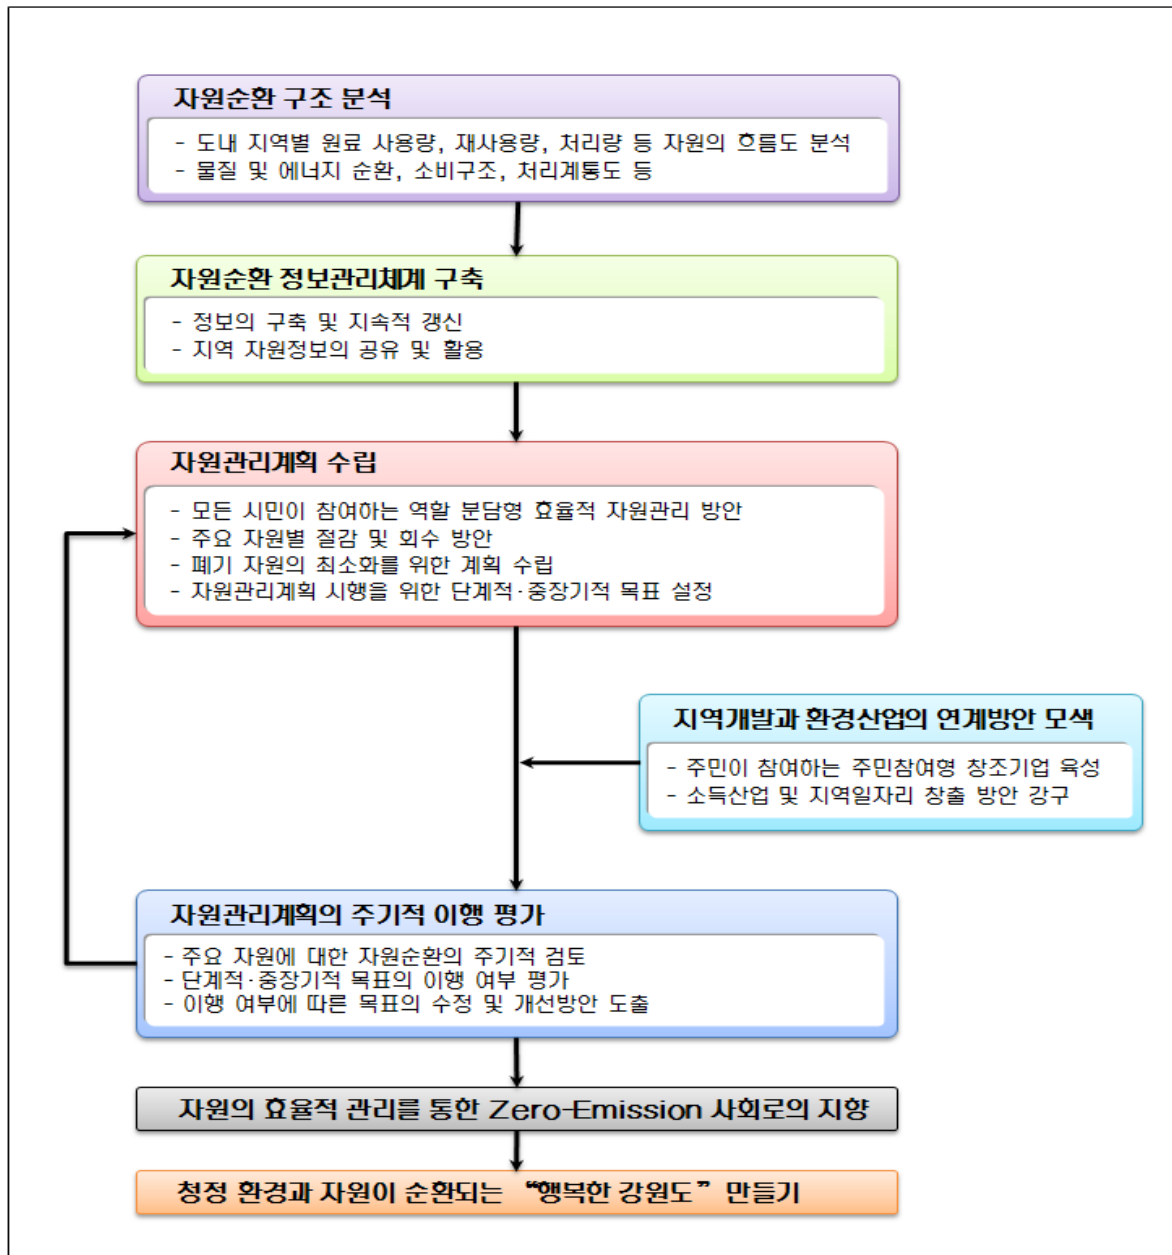 자원순환 구조 분석
- 도내 지역별 원료 사용량, 재사용량, 처리량 등 자원의 흐름도 분석
- 물질 및 에너지 순환, 소비구조, 처리계통도 등
자원순환 정보관리체계 구축
- 정보의 구축 및 지속적 갱신
- 지역 자원정보의 공유 및 활용
자원관리계획 수립
- 모든 시민이 참여하는 역할 분담형 효율적 자원관리 방안
- 주요 자원별 절감 및 회수 방안
- 폐기 자원의 최소화를 위한 계획 수립
- 자원관리계획 시행을 위한 단계적·중장기적 목표 설정
지역개발과 환경산업의 연계방안 모색
- 주민이 참여하는 주민참여형 창조기업 육성
- 소득산업 및 지역일자리 창출 방안 강구
자원관리계획의 주기적 이행 평가
- 주요 자원에 대한 자원순환의 주기적 검토
- 단계적·중장기적 목표의 이행 여부 평가
- 이행 여부에 따른 목표의 수정 및 개선방안 도출
자원의 효율적 관리를 통한 Zero-Emission 사회로의 지향
청정 환경과 자원이 순환되는 “행복한 강원도” 만들기